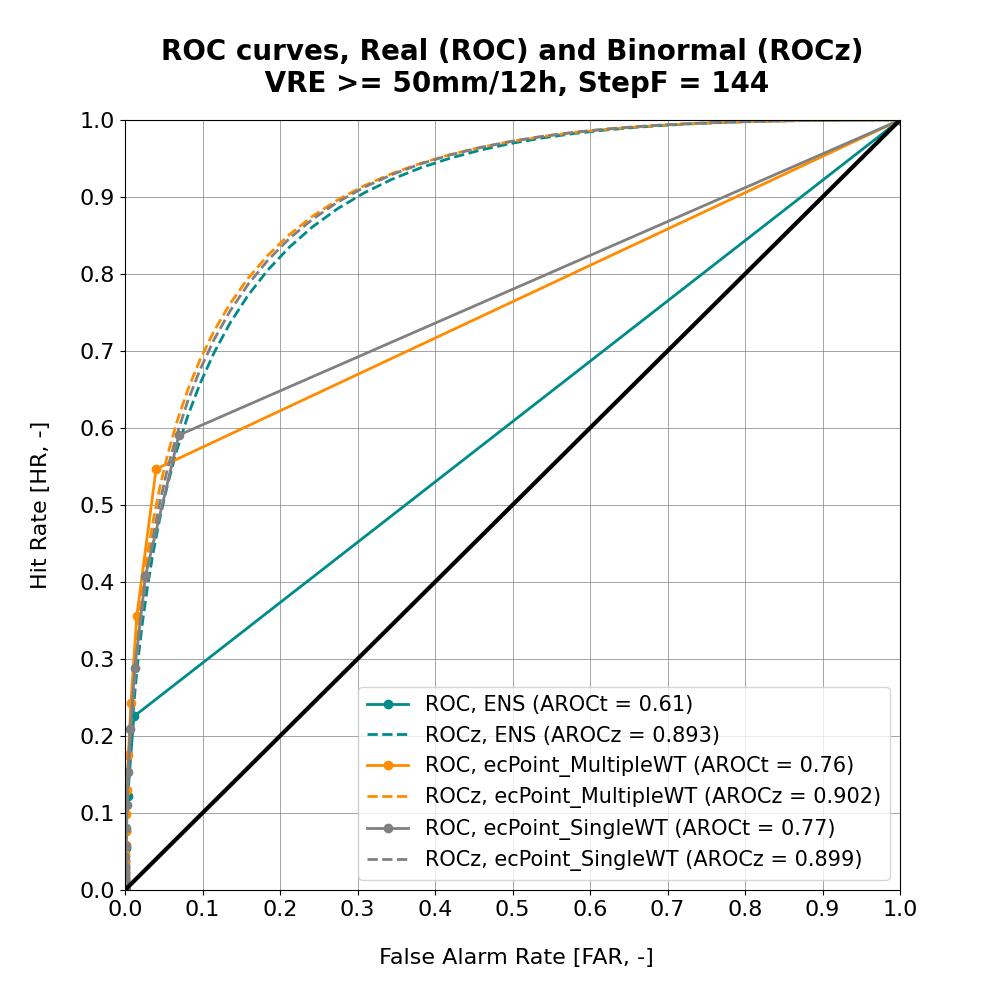 ROC curves, Real (ROC) and Binormal (ROCz)
VRE >= 50mm/12h, StepF = 144
1.0
0.9
0.8
0.7
0.6
0.5
0.4
0.3
0.2
0.1
0.0
Hit Rate [HR, -]
ROC, ENS (AROCt = 0.61)
ROCz, ENS (AROCz = 0.893)
ROC, ecPoint_MultipleWT (AROCt = 0.76)
ROCz, ecPoint_MultipleWT (AROCz = 0.902)
ROC, ecPoint_SingleWT (AROCt = 0.77)
ROCz, ecPoint_SingleWT (AROCz = 0.899)
0.0 0.1 0.2 0.3 0.4 0.5 0.6 0.7 0.8 0.9 1.0
False Alarm Rate [FAR, -]